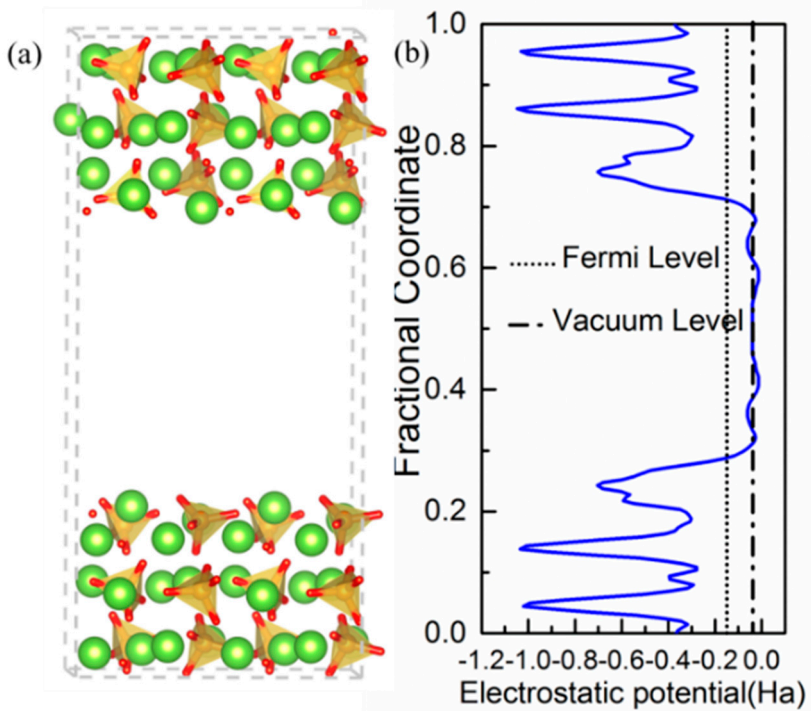 (a)
(b)
Fractional Coordinate
1.0
0.8
0.6
0.4
0.2
0.0
Fermi Level
Vacuum Level
-1.2-1.0-0.8-0.6-0.4-0.2 0.0
Electrostatic potential(Ha)